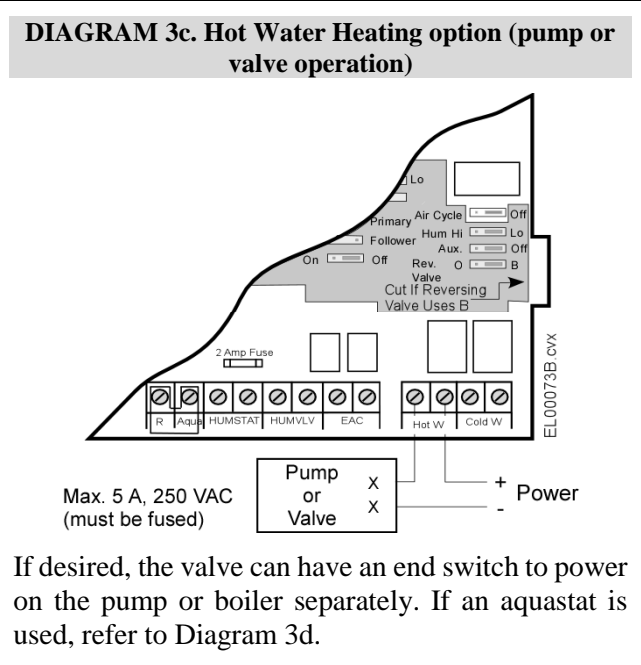 DIAGRAM 3c. Hot Water Heating option (pump or
valve operation)
Lo
Primary Air Cycle Off
Follower Hum Hi Lo
Aux. Off
On Off Rev. O B
Valve
Cut If Reversing
Valve Uses B
2 Amp Fuse
R Aqua HUMSTAT HUMVLV EAC Hot W Cold W
EL00073B.cvx
Pump
or
Valve
X
X
+
-
Power
Max. 5 A, 250 VAC
(must be fused)
If desired, the valve can have an end switch to power
on the pump or boiler separately. If an aquastat is
used, refer to Diagram 3d.